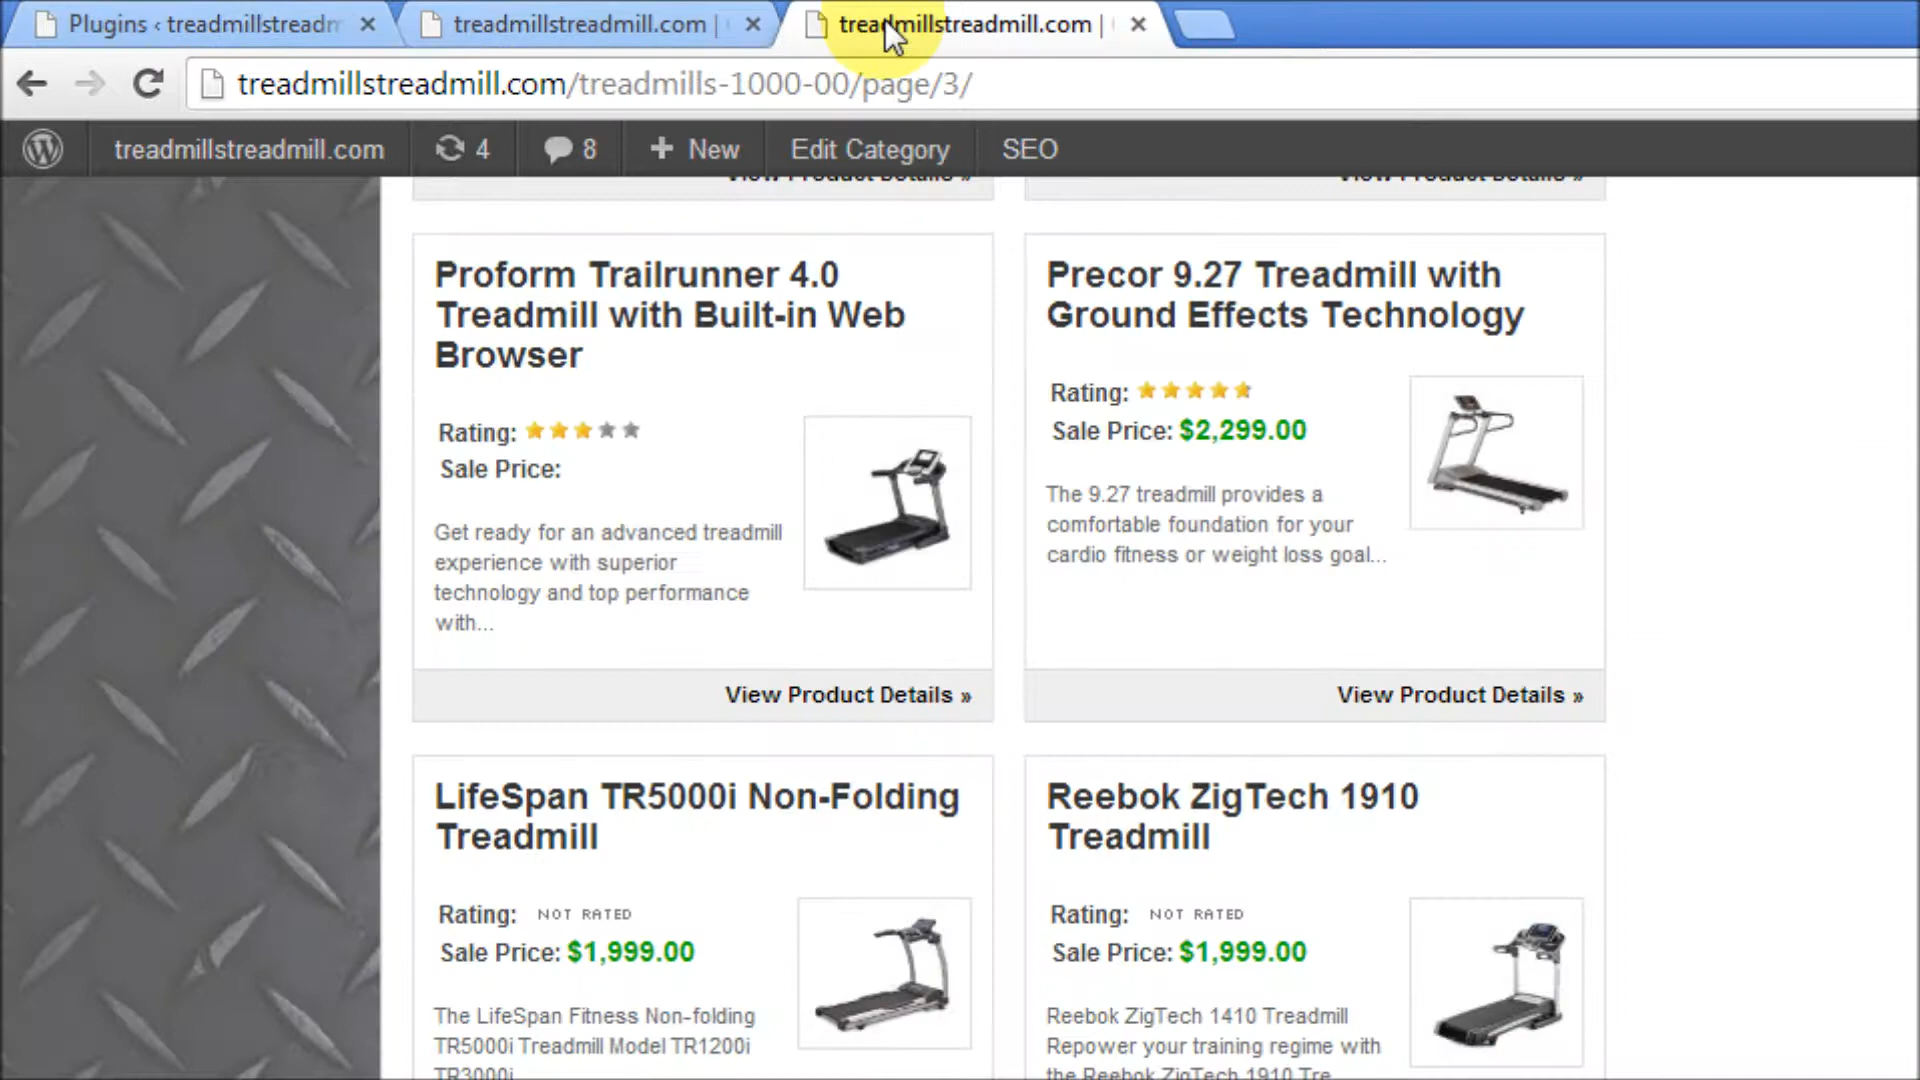 Plugins ‹ treadmillstreadm
treadmillstreadmill.com |
treadmillstreadmill.com |
treadmillstreadmill.com/treadmills-1000-00/page/3/
treadmillstreadmill.com 4 8 + New Edit Category SEO
View Product Details » View Product Details »
Proform Trailrunner 4.0
Treadmill with Built-in Web
Browser
Rating:
Sale Price:
Get ready for an advanced treadmill
experience with superior
technology and top performance
with...
View Product Details »
Precor 9.27 Treadmill with
Ground Effects Technology
Rating:
Sale Price: $2,299.00
The 9.27 treadmill provides a
comfortable foundation for your
cardio fitness or weight loss goal...
View Product Details »
LifeSpan TR5000i Non-Folding
Treadmill
Rating: NOT RATED
Sale Price: $1,999.00
The LifeSpan Fitness Non-folding
TR5000i Treadmill Model TR1200i
TR3000i
Reebok ZigTech 1910
Treadmill
Rating: NOT RATED
Sale Price: $1,999.00
Reebok ZigTech 1410 Treadmill
Repower your training regime with
the Reebok ZigTech 1910 Tre